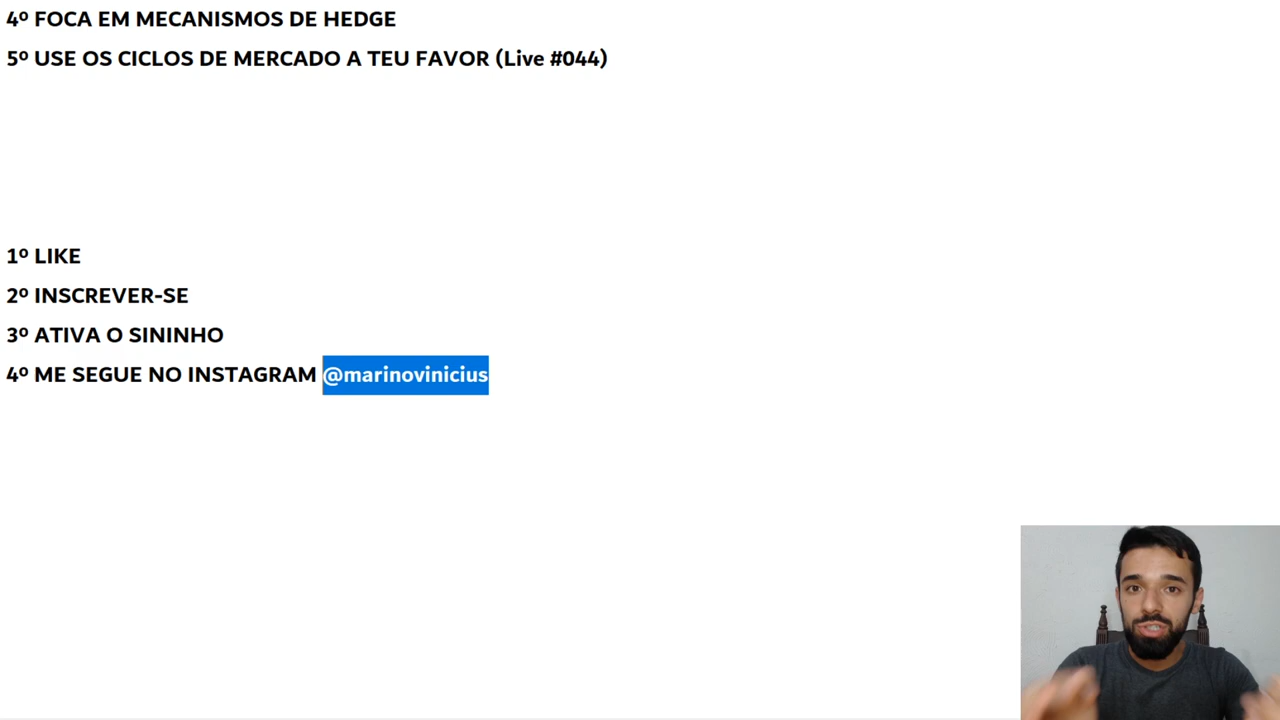 4º FOCA EM MECANISMOS DE HEDGE
5º USE OS CICLOS DE MERCADO A TEU FAVOR (Live #044)
1º LIKE
2º INSCREVER-SE
3º ATIVA O SININHO
4º ME SEGUE NO INSTAGRAM @marinovinicius